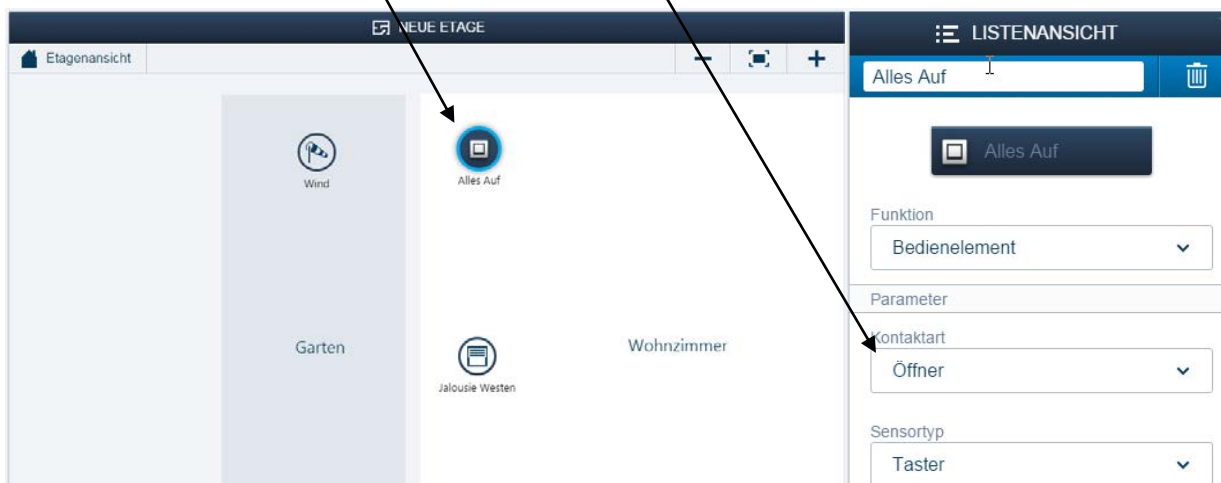 NEUE ETAGE
Etagenansicht
Wind
Alles Auf
Garten
Wohnzimmer
Jalousie Westen
LISTENANSICHT
Alles Auf
Alles Auf
Funktion
Bedienelement
Parameter
Kontaktart
Öffner
Sensortyp
Taster